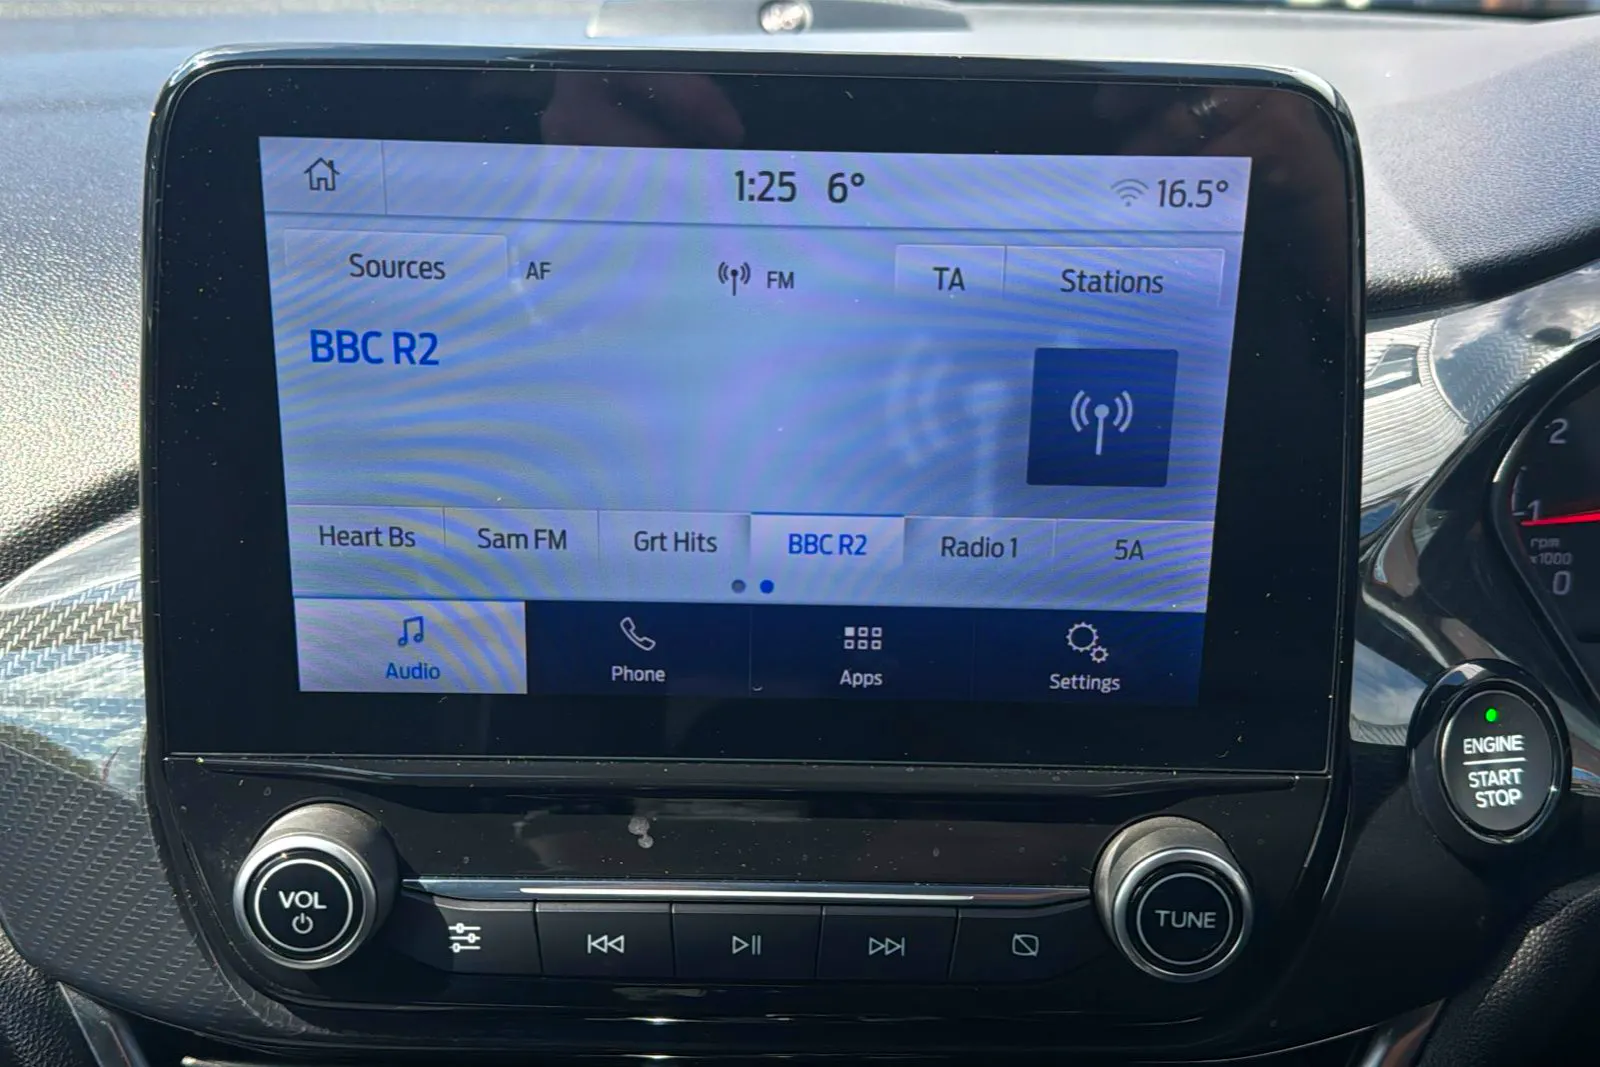 1:25 6° 16.5°
Sources AF FM TA Stations
BBC R2
Heart Bs Sam FM Grt Hits BBC R2 Radio 1 5A
Audio Phone Apps Settings
VOL
TUNE
ENGINE
START
STOP
2
1
rpm
x1000
0